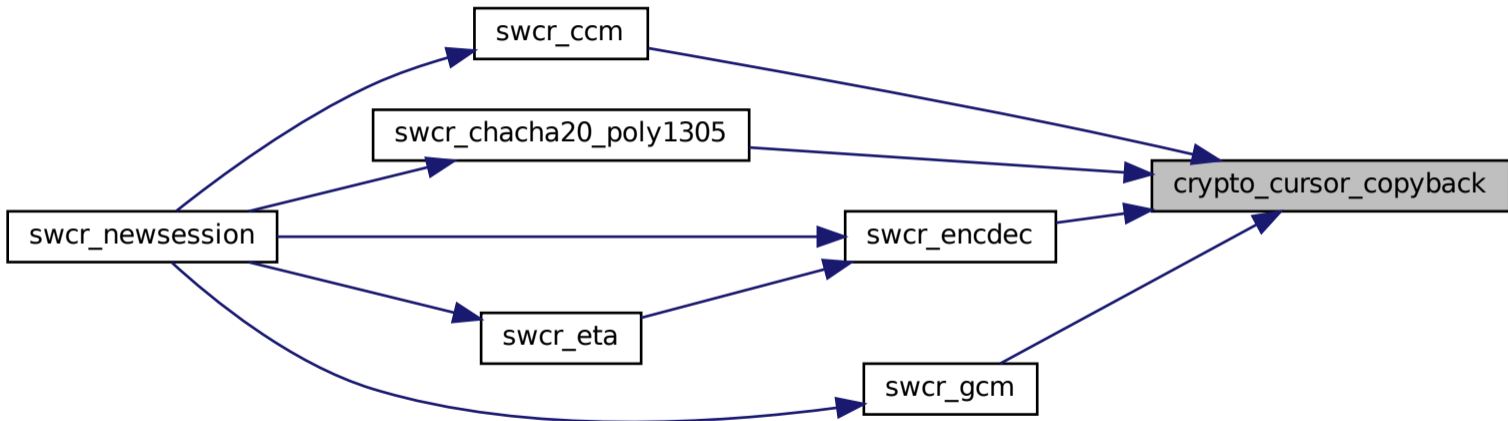 swcr_ccm
swcr_chacha20_poly1305
crypto_cursor_copyback
swcr_newsession
swcr_encdec
swcr_eta
swcr_gcm